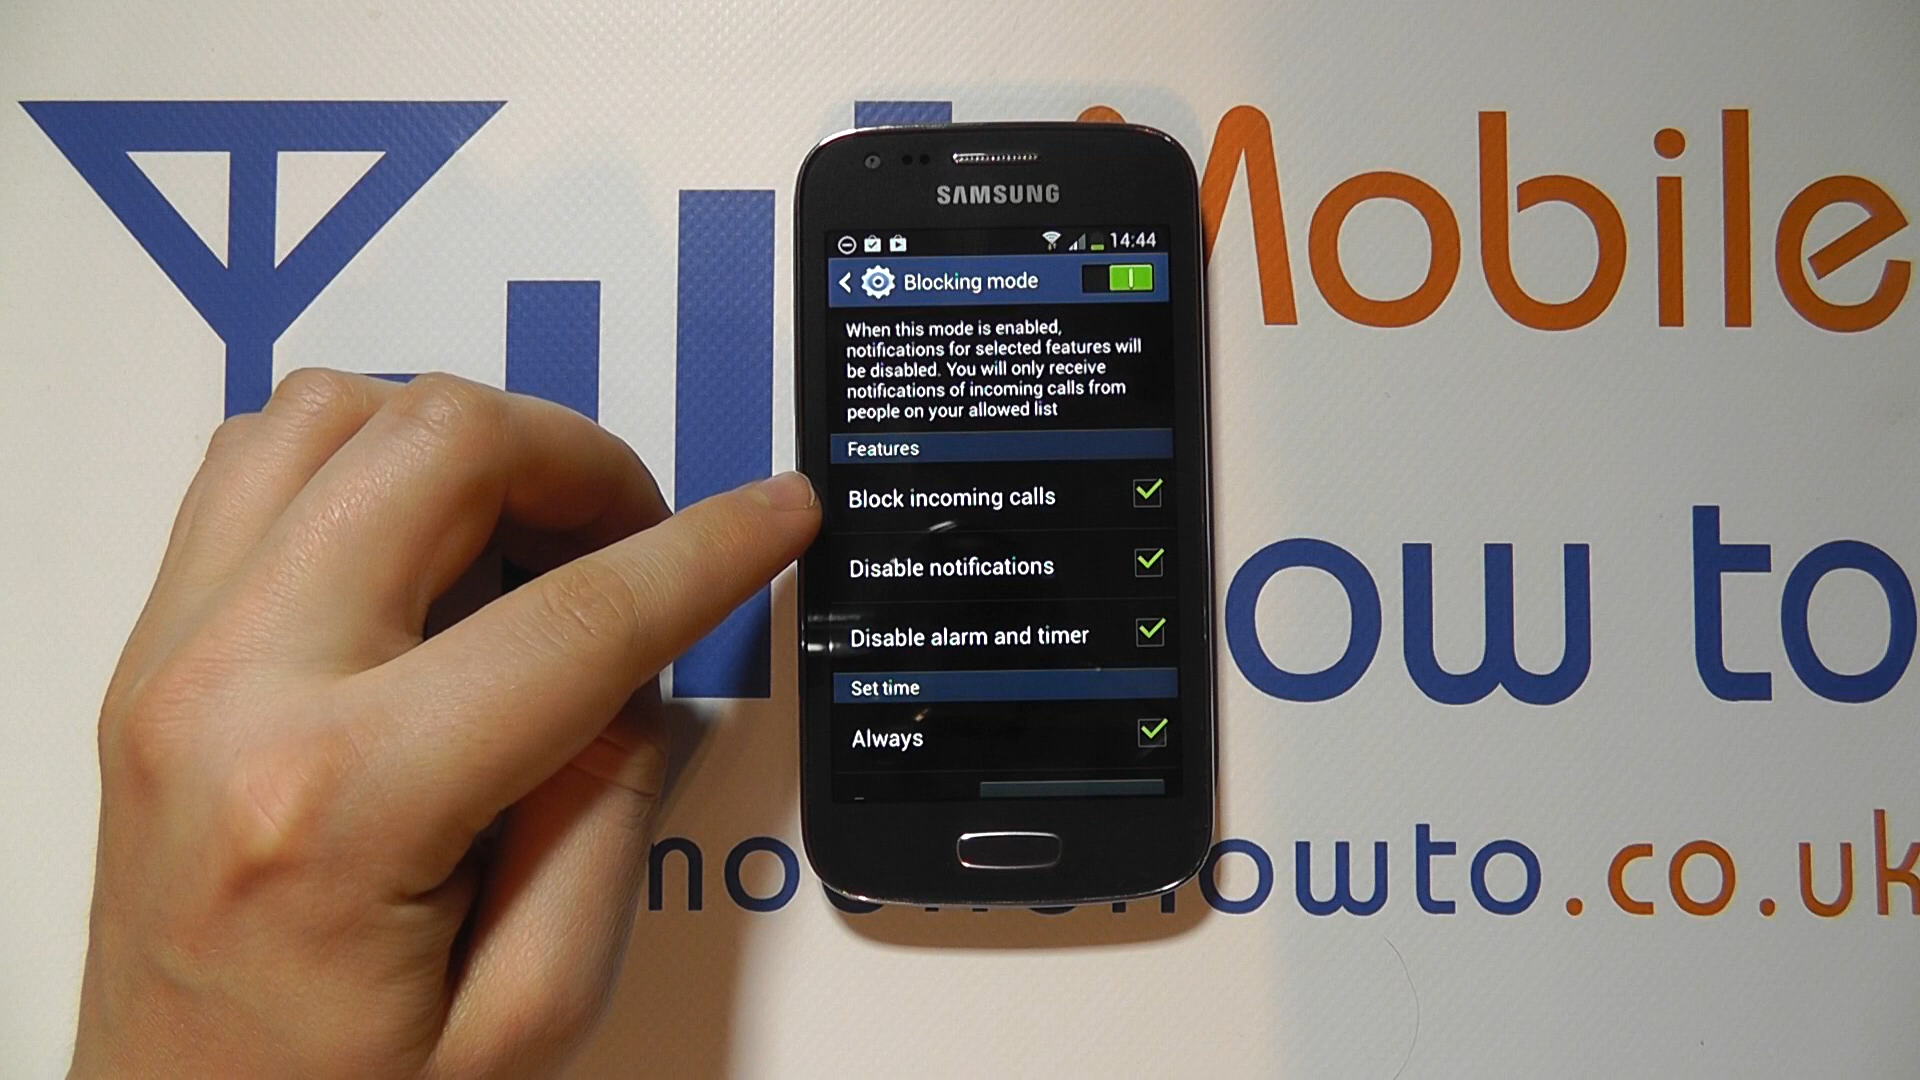 Mobile
SAMSUNG
14:44
Blocking mode
When this mode is enabled,
notifications for selected features will
be disabled. You will only receive
notifications of incoming calls from
people on your allowed list
Features
Block incoming calls
Disable notifications
Disable alarm and timer
Set time
Always
ow to
owto.co.uk